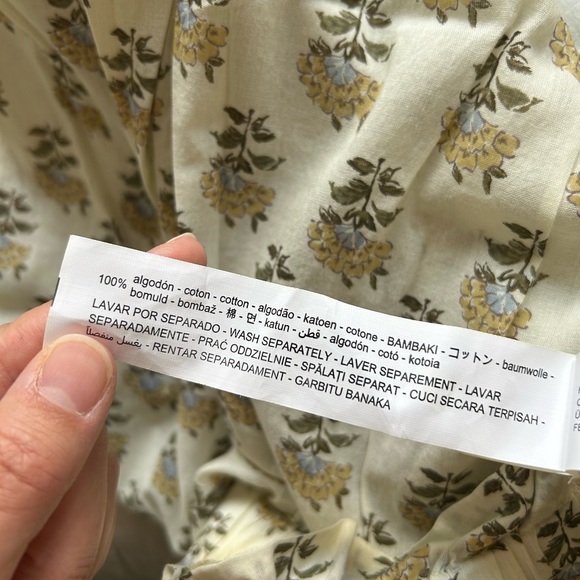 100% algodón - coton - cotton - algodão - katoen - cotone - BAMBAKI - コットン - baumwolle -
bomuld - bombaž - 棉 - 면 - katun - قطن - algodón - cotó - kotoia
LAVAR POR SEPARADO - WASH SEPARATELY - LAVER SEPAREMENT - LAVAR
SEPARADAMENTE - PRAĆ ODDZIELNIE - SPĂLAȚI SEPARAT - CUCI SECARA TERPISAH -
يغسل منفصلاً - RENTAR SEPARADAMENT - GARBITU BANAKA